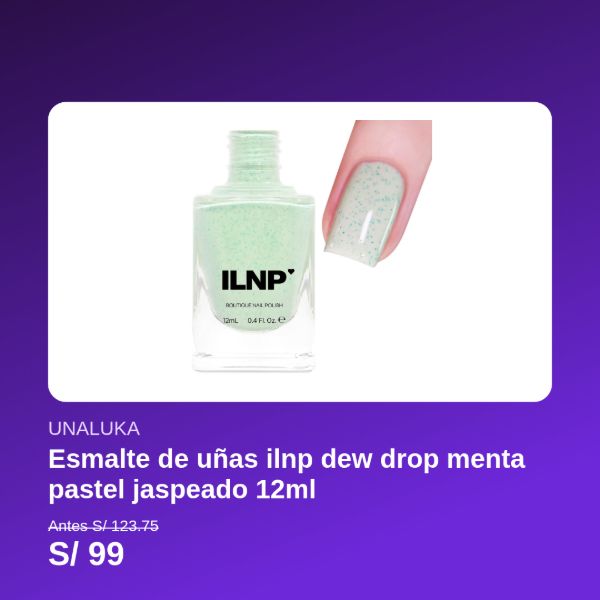 ILNP
BOUTIQUE NAIL POLISH
12mL 0.4 Fl. Oz. ℮
UNALUKA
Esmalte de uñas ilnp dew drop menta
pastel jaspeado 12ml
Antes S/ 123.75
S/ 99